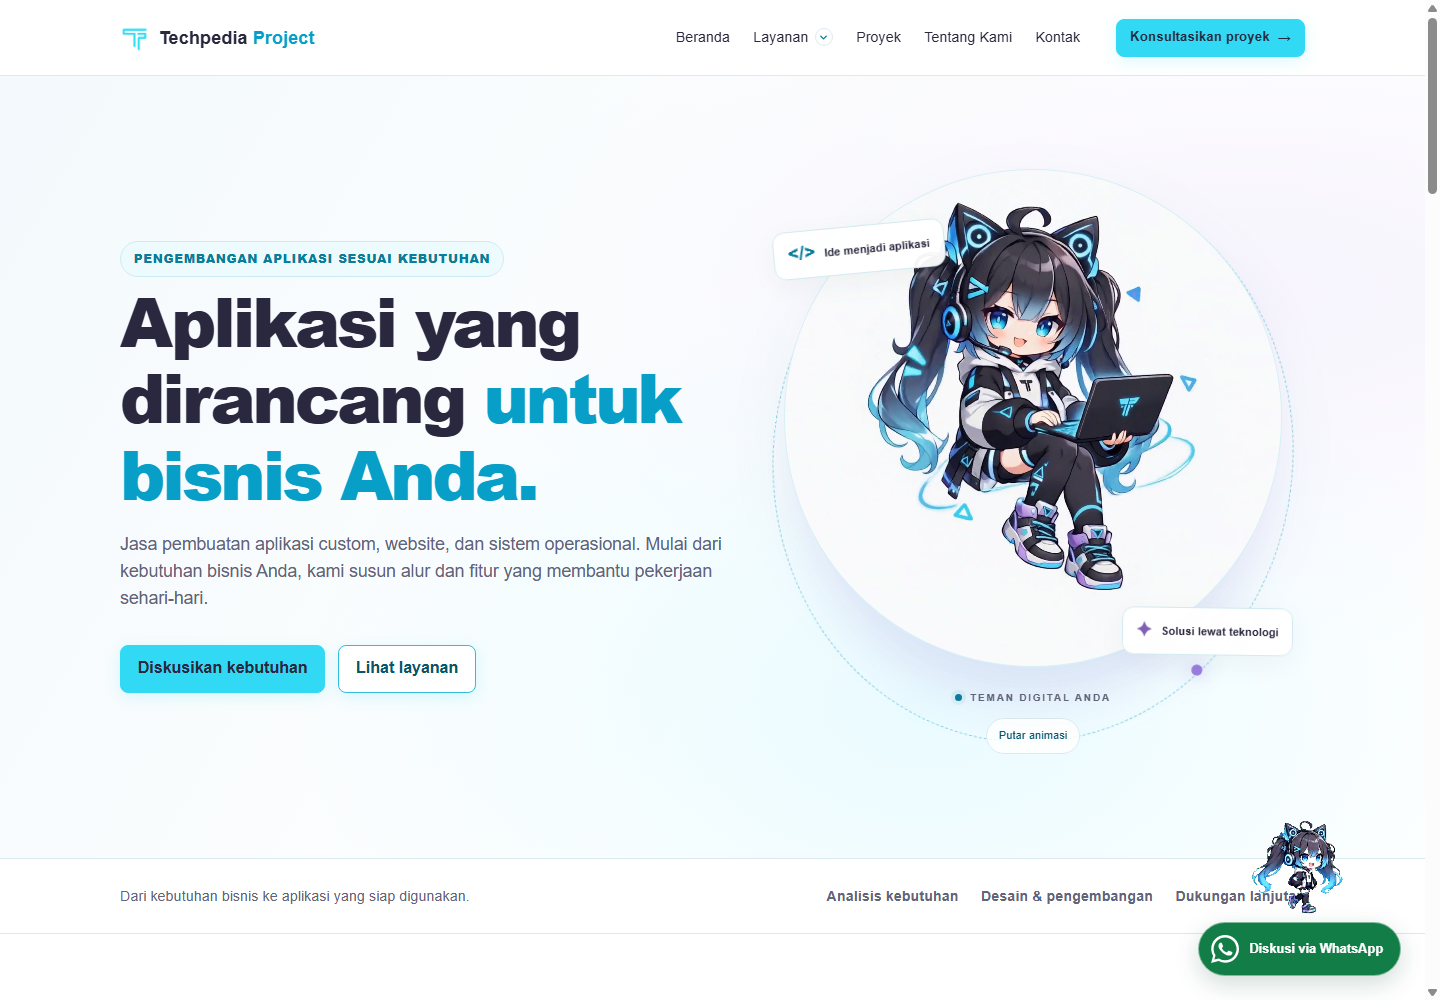 Techpedia Project
Beranda
Layanan
Proyek
Tentang Kami
Kontak
Konsultasikan proyek →
PENGEMBANGAN APLIKASI SESUAI KEBUTUHAN
Aplikasi yang
dirancang untuk
bisnis Anda.
Jasa pembuatan aplikasi custom, website, dan sistem operasional. Mulai dari
kebutuhan bisnis Anda, kami susun alur dan fitur yang membantu pekerjaan
sehari-hari.
Diskusikan kebutuhan
Lihat layanan
</> Ide menjadi aplikasi
Solusi lewat teknologi
TEMAN DIGITAL ANDA
Putar animasi
Dari kebutuhan bisnis ke aplikasi yang siap digunakan.
Analisis kebutuhan
Desain & pengembangan
Dukungan
Diskusi via WhatsApp